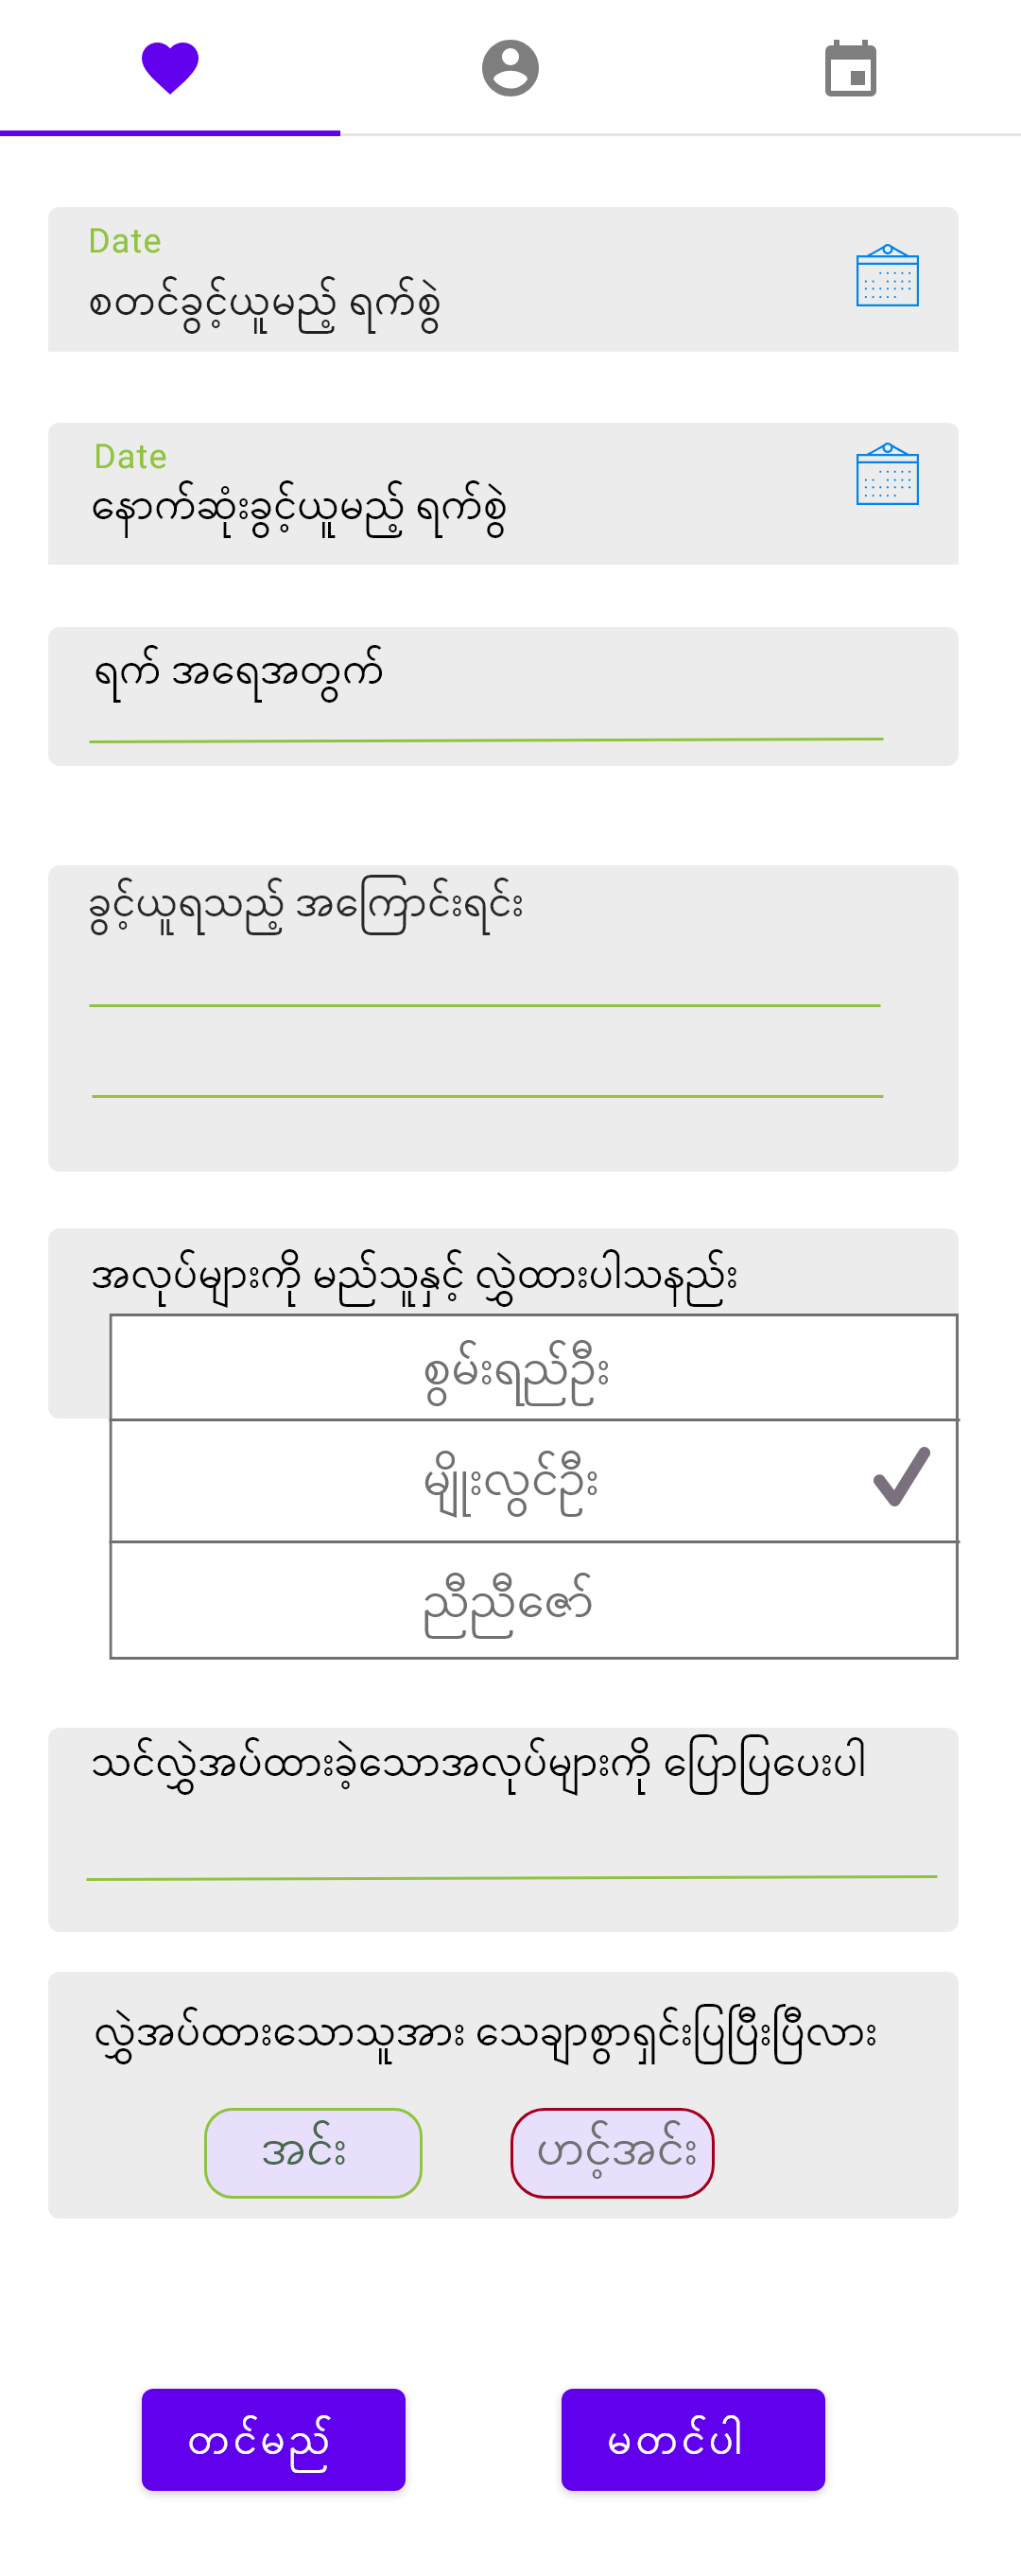 Date
စတင်ခွင့်ယူမည့် ရက်စွဲ
Date
နောက်ဆုံးခွင့်ယူမည့် ရက်စွဲ
ရက် အရေအတွက်
ခွင့်ယူရသည့် အကြောင်းရင်း
အလုပ်များကို မည်သူနှင့် လွှဲထားပါသနည်း
စွမ်းရည်ဦး
မျိုးလွင်ဦး
ညီညီဇော်
သင်လွှဲအပ်ထားခဲ့သောအလုပ်များကို ပြောပြပေးပါ
လွှဲအပ်ထားသောသူအား သေချာစွာရှင်းပြပြီးပြီလား
အင်း
ဟင့်အင်း
တင်မည်
မတင်ပါ